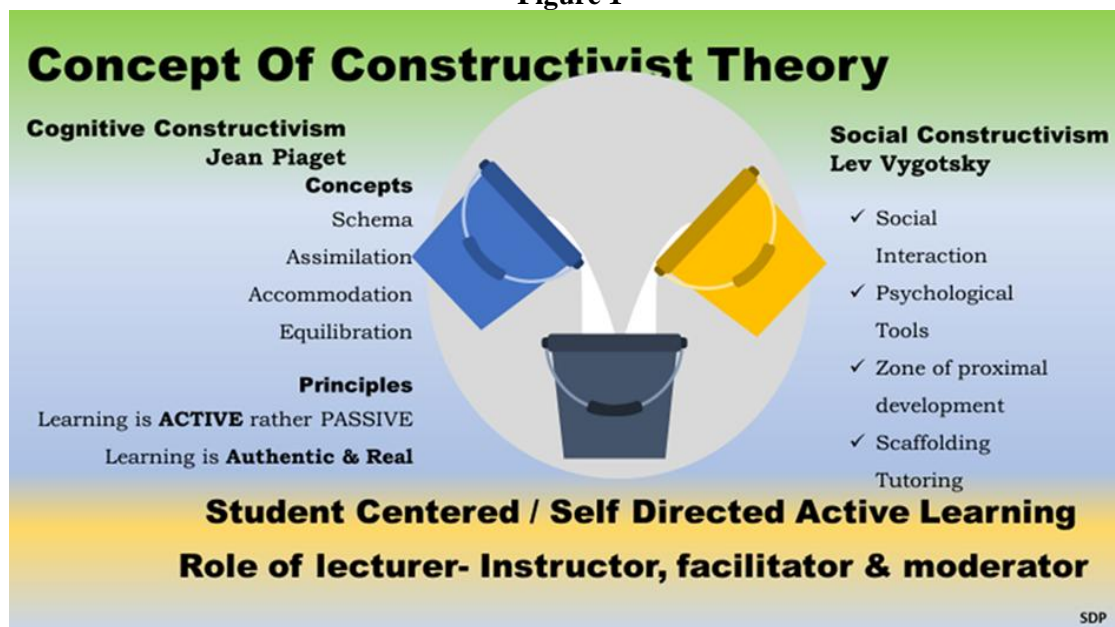 Figure 1
Concept Of Constructivist Theory
Cognitive Constructivism
Jean Piaget
Concepts
Schema
Assimilation
Accommodation
Equilibration
Principles
Learning is ACTIVE rather PASSIVE
Learning is Authentic & Real
Social Constructivism
Lev Vygotsky
✓ Social
Interaction
✓ Psychological
Tools
✓ Zone of proximal
development
✓ Scaffolding
Tutoring
Student Centered / Self Directed Active Learning
Role of lecturer- Instructor, facilitator & moderator
SDP